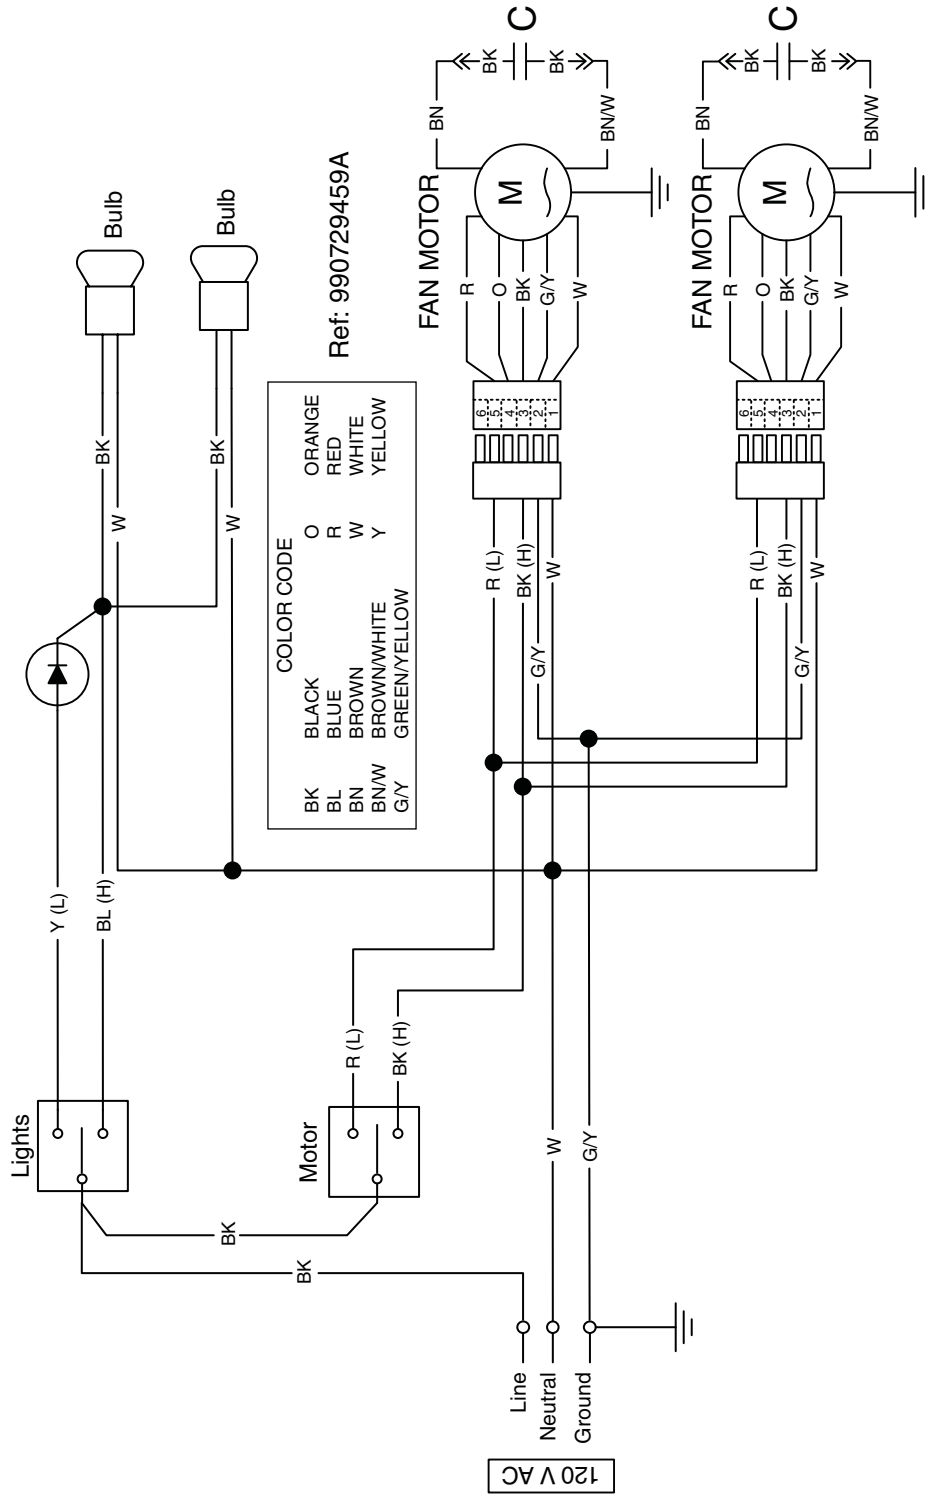 Lights
Y (L)
BL (H)
BK
W
Bulb
BK
W
Bulb
BK
BK
Motor
R (L)
BK (H)
COLOR CODE
BK BLACK O ORANGE
BL BLUE R RED
BN BROWN W WHITE
BN/W BROWN/WHITE Y YELLOW
G/Y GREEN/YELLOW
Ref: 990729459A
120 V AC
Line
Neutral
Ground
W
G/Y
R (L)
BK (H)
G/Y
W
6
5
4
3
2
1
FAN MOTOR
R
O
BK
G/Y
W
M
BN
BN/W
BK
BK
C
R (L)
BK (H)
G/Y
W
6
5
4
3
2
1
FAN MOTOR
R
O
BK
G/Y
W
M
BN
BN/W
BK
BK
C